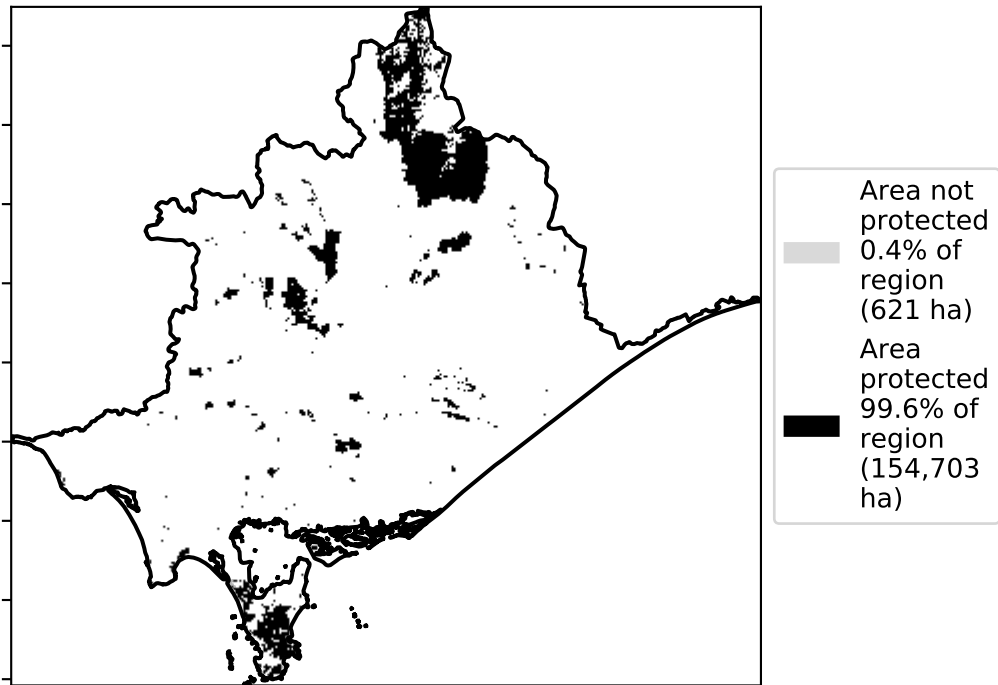 Area not
protected
0.4% of
region
(621 ha)
Area
protected
99.6% of
region
(154,703
ha)